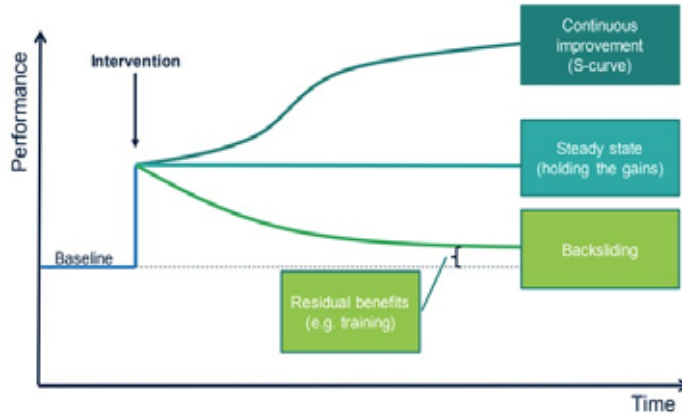 Continuous
improvement
(S-curve)
Intervention
Performance
Steady state
(holding the gains)
Baseline
Backsliding
Residual benefits
(e.g. training)
Time